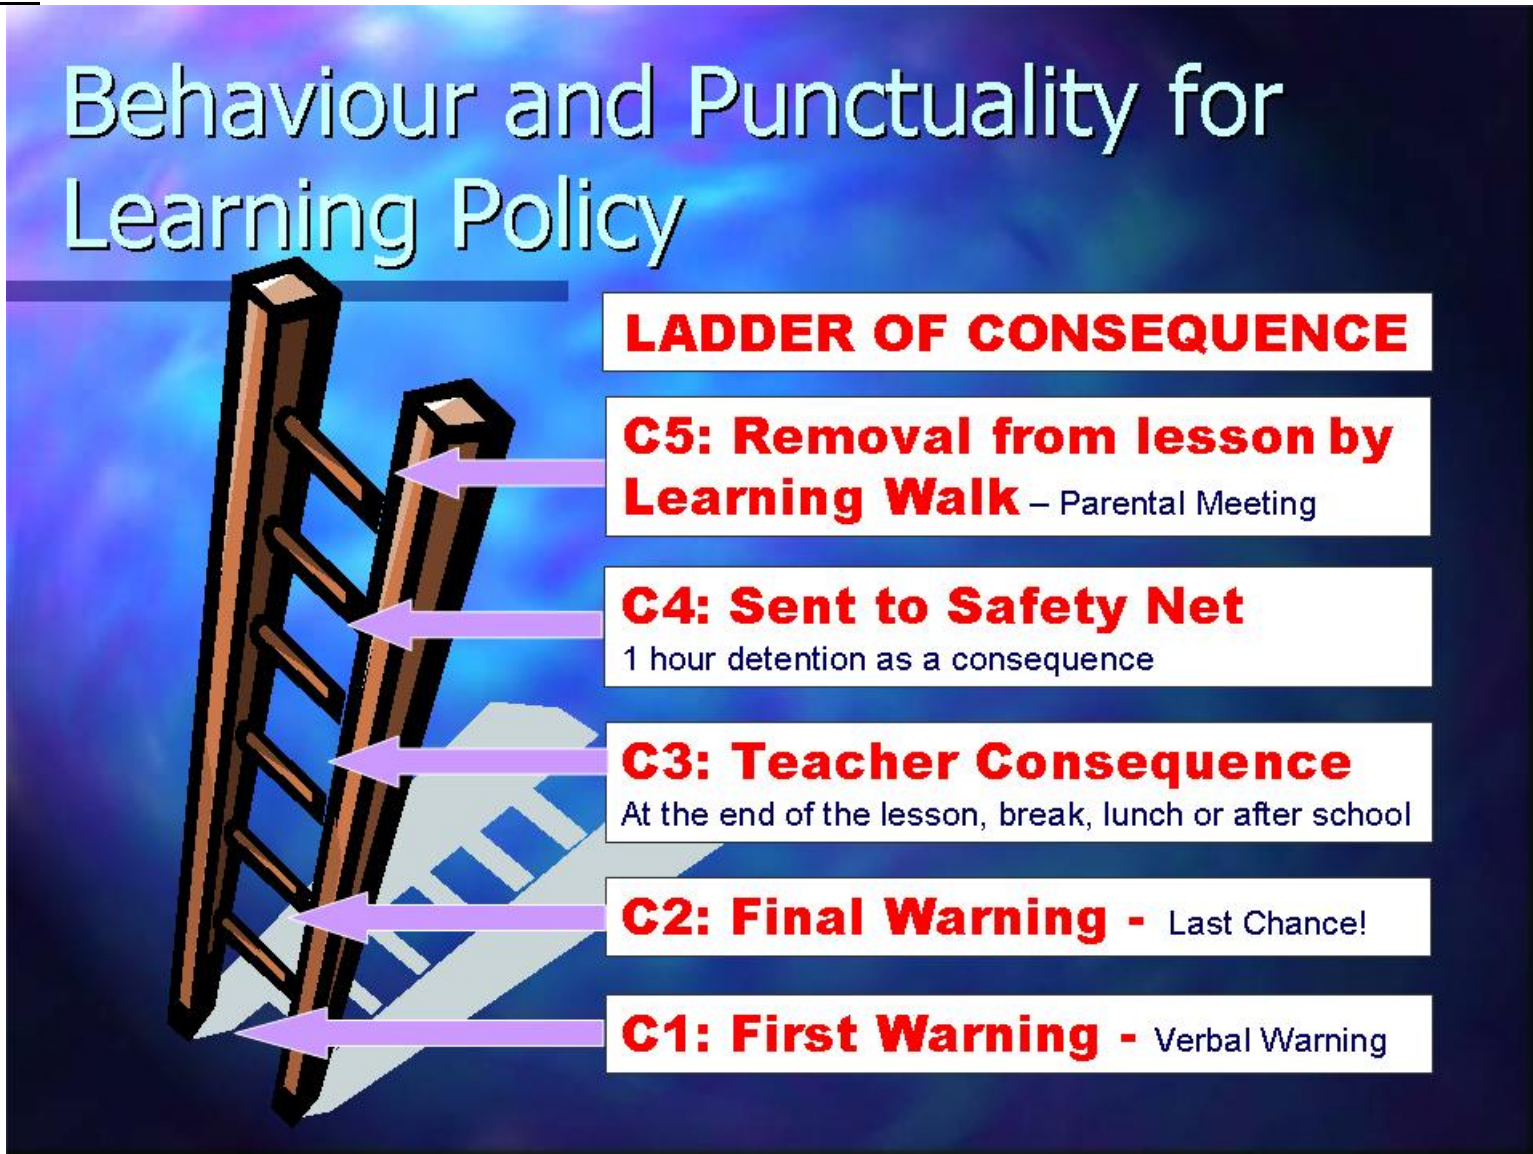 Behaviour and Punctuality for
Learning Policy
LADDER OF CONSEQUENCE
C5: Removal from lesson by
Learning Walk – Parental Meeting
C4: Sent to Safety Net
1 hour detention as a consequence
C3: Teacher Consequence
At the end of the lesson, break, lunch or after school
C2: Final Warning - Last Chance!
C1: First Warning - Verbal Warning